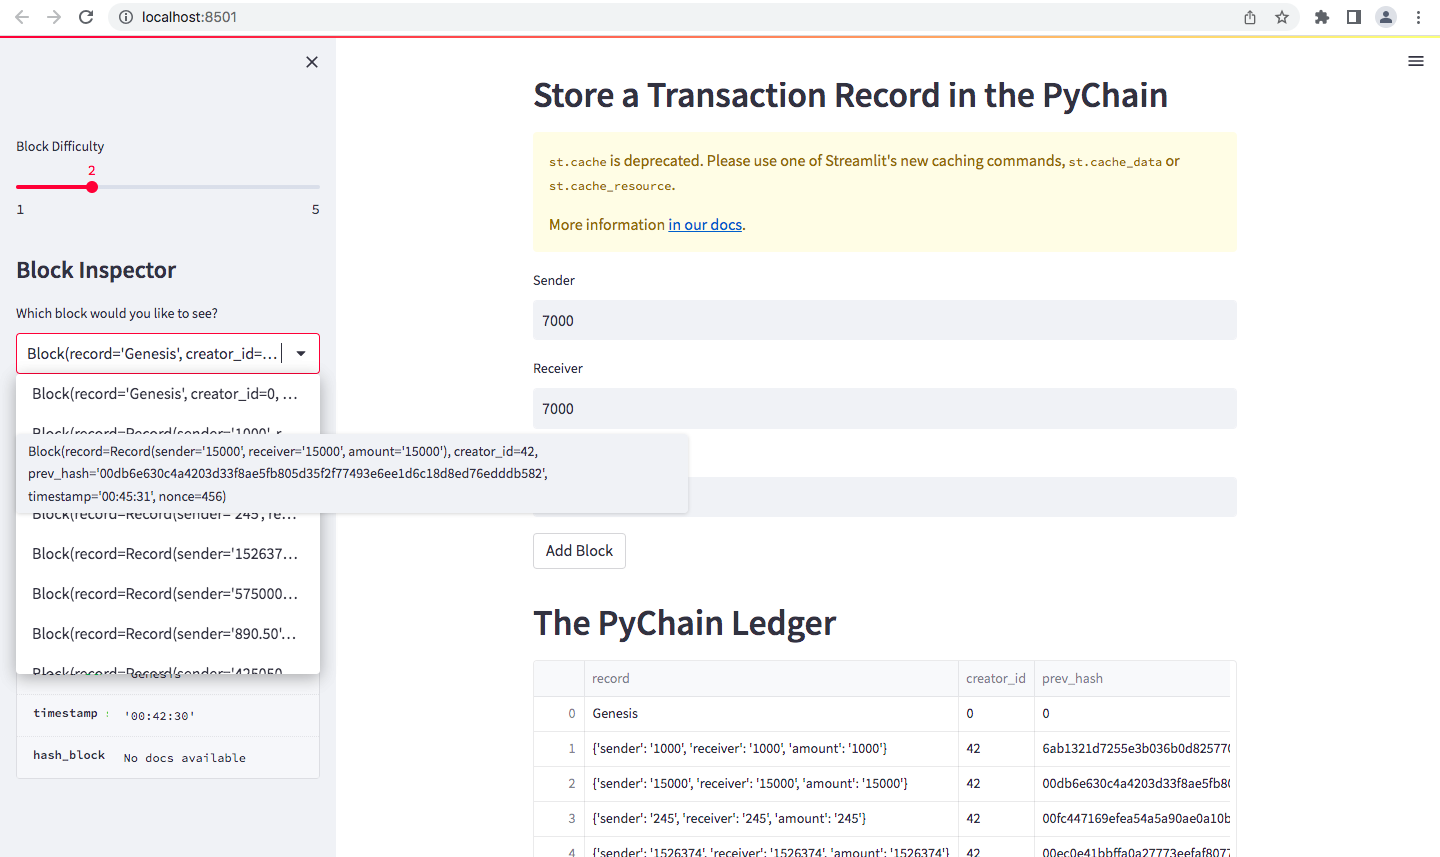 localhost:8501
Block Difficulty
2
1
5
Block Inspector
Which block would you like to see?
Block(record='Genesis', creator_id=...
Block(record='Genesis', creator_id=0, ...
Block(record=Record(sender='1000', r
Block(record=Record(sender='15000', receiver='15000', amount='15000'), creator_id=42,
prev_hash='00db6e630c4a4203d33f8ae5fb805d35f2f77493e6ee1d6c18d8ed76edddb582',
timestamp='00:45:31', nonce=456)
Block(record=Record(sender='245', re...
Block(record=Record(sender='152637...
Block(record=Record(sender='575000...
Block(record=Record(sender='890.50'...
Block(record=Record(sender='425050
'Genesis'
timestamp : '00:42:30'
hash_block No docs available
Store a Transaction Record in the PyChain
st.cache is deprecated. Please use one of Streamlit's new caching commands, st.cache_data or
st.cache_resource.
More information in our docs.
Sender
7000
Receiver
7000
Add Block
The PyChain Ledger
record creator_id prev_hash
0 Genesis 0 0
1 {'sender': '1000', 'receiver': '1000', 'amount': '1000'} 42 6ab1321d7255e3b036b0d825770
2 {'sender': '15000', 'receiver': '15000', 'amount': '15000'} 42 00db6e630c4a4203d33f8ae5fb80
3 {'sender': '245', 'receiver': '245', 'amount': '245'} 42 00fc447169efea54a5a90ae0a10b
4 {'sender': '1526374', 'receiver': '1526374', 'amount': '1526374'} 42 00ec0e41bbffa0a27773eefaf8077